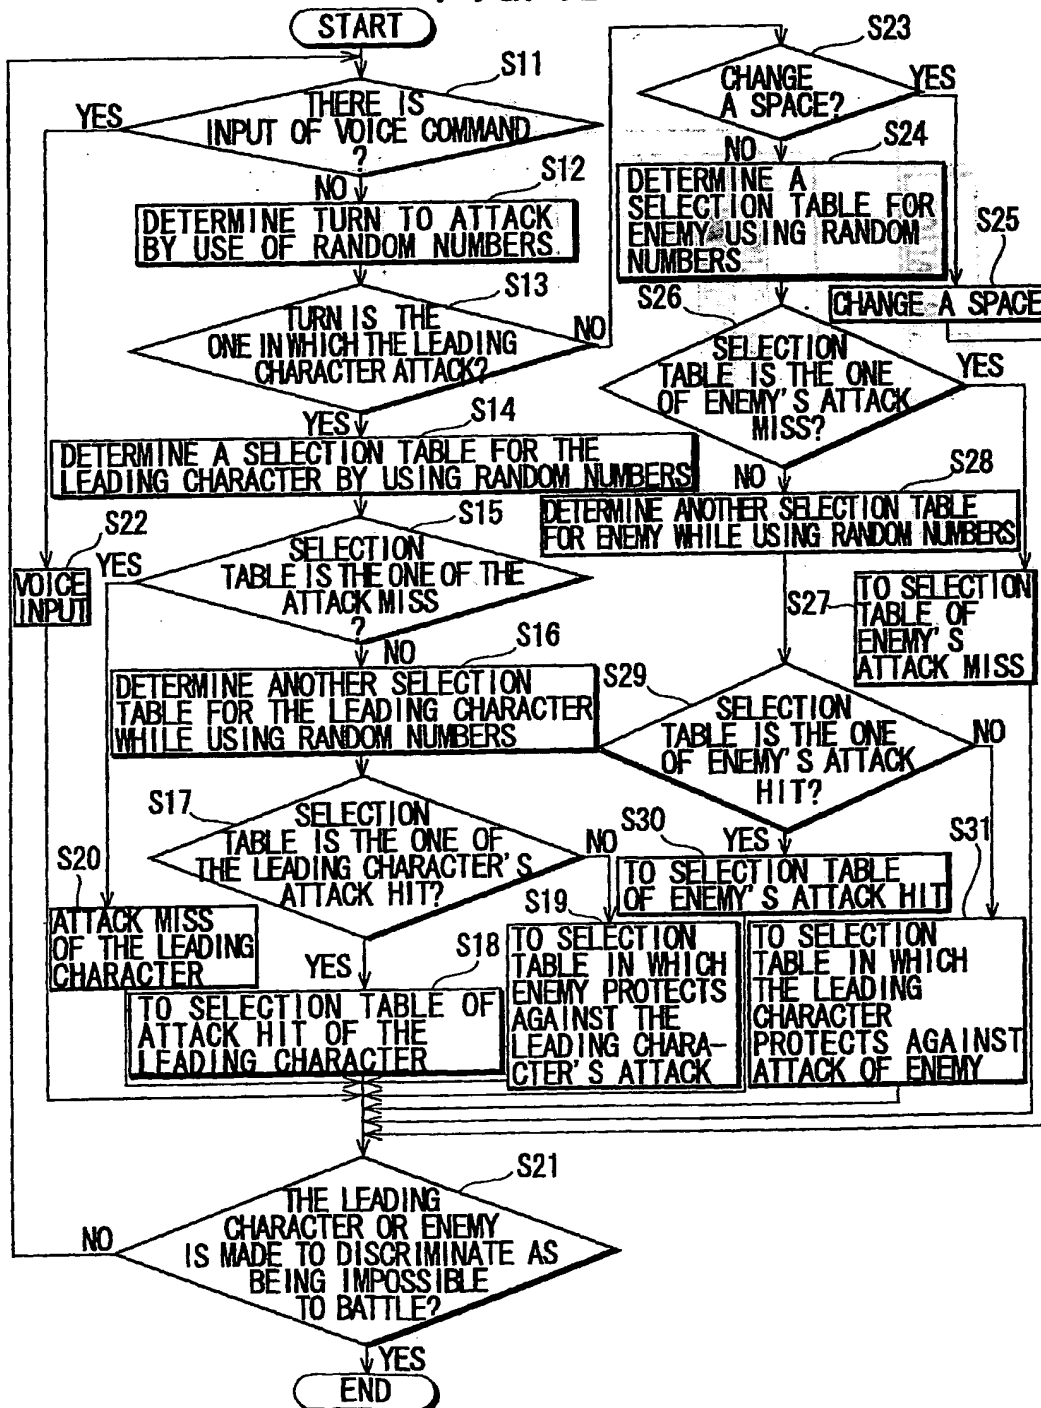 START
S11
THERE IS
INPUT OF VOICE COMMAND
?
YES
NO
S12
DETERMINE TURN TO ATTACK
BY USE OF RANDOM NUMBERS
S13
TURN IS THE
ONE IN WHICH THE LEADING
CHARACTER ATTACK?
NO
YES
S14
DETERMINE A SELECTION TABLE FOR THE
LEADING CHARACTER BY USING RANDOM NUMBERS
S22
VOICE
INPUT
S15
SELECTION
TABLE IS THE ONE OF THE
ATTACK MISS
?
YES
NO
S16
DETERMINE ANOTHER SELECTION
TABLE FOR THE LEADING CHARACTER
WHILE USING RANDOM NUMBERS
S17
SELECTION
TABLE IS THE ONE OF
THE LEADING CHARACTER'S
ATTACK HIT?
NO
YES
S20
ATTACK MISS
OF THE LEADING
CHARACTER
S18
TO SELECTION TABLE OF
ATTACK HIT OF THE
LEADING CHARACTER
S19
TO SELECTION
TABLE IN WHICH
ENEMY PROTECTS
AGAINST THE
LEADING CHARA-
CTER'S ATTACK
S23
CHANGE
A SPACE?
YES
NO
S24
DETERMINE A
SELECTION TABLE FOR
ENEMY USING RANDOM
NUMBERS
S25
CHANGE A SPACE
S26
SELECTION
TABLE IS THE ONE
OF ENEMY'S ATTACK
MISS?
YES
NO
S28
DETERMINE ANOTHER SELECTION TABLE
FOR ENEMY WHILE USING RANDOM NUMBERS
S27
TO SELECTION
TABLE OF
ENEMY'S
ATTACK MISS
S29
SELECTION
TABLE IS THE ONE
OF ENEMY'S ATTACK
HIT?
NO
YES
S30
TO SELECTION TABLE
OF ENEMY'S ATTACK HIT
S31
TO SELECTION
TABLE IN WHICH
THE LEADING
CHARACTER
PROTECTS AGAINST
ATTACK OF ENEMY
S21
THE LEADING
CHARACTER OR ENEMY
IS MADE TO DISCRIMINATE AS
BEING IMPOSSIBLE
TO BATTLE?
NO
YES
END